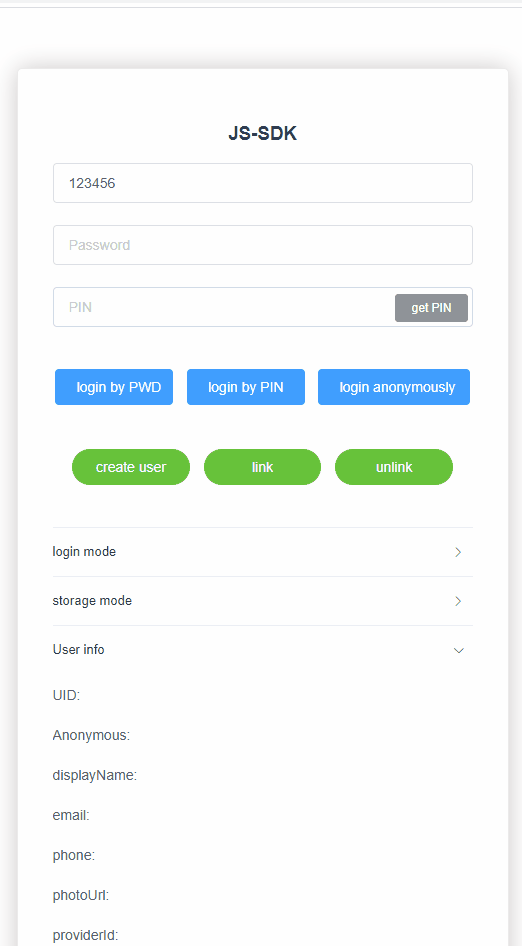 JS-SDK
123456
Password
PIN get PIN
login by PWD login by PIN login anonymously
create user link unlink
login mode
storage mode
User info
UID:
Anonymous:
displayName:
email:
phone:
photoUrl:
providerId: